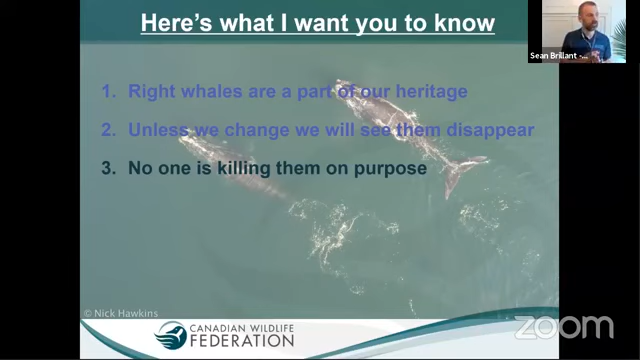 Here's what I want you to know
Sean Brillant -...
1. Right whales are a part of our heritage
2. Unless we change we will see them disappear
3. No one is killing them on purpose
© Nick Hawkins
CANADIAN WILDLIFE
FEDERATION
zoom